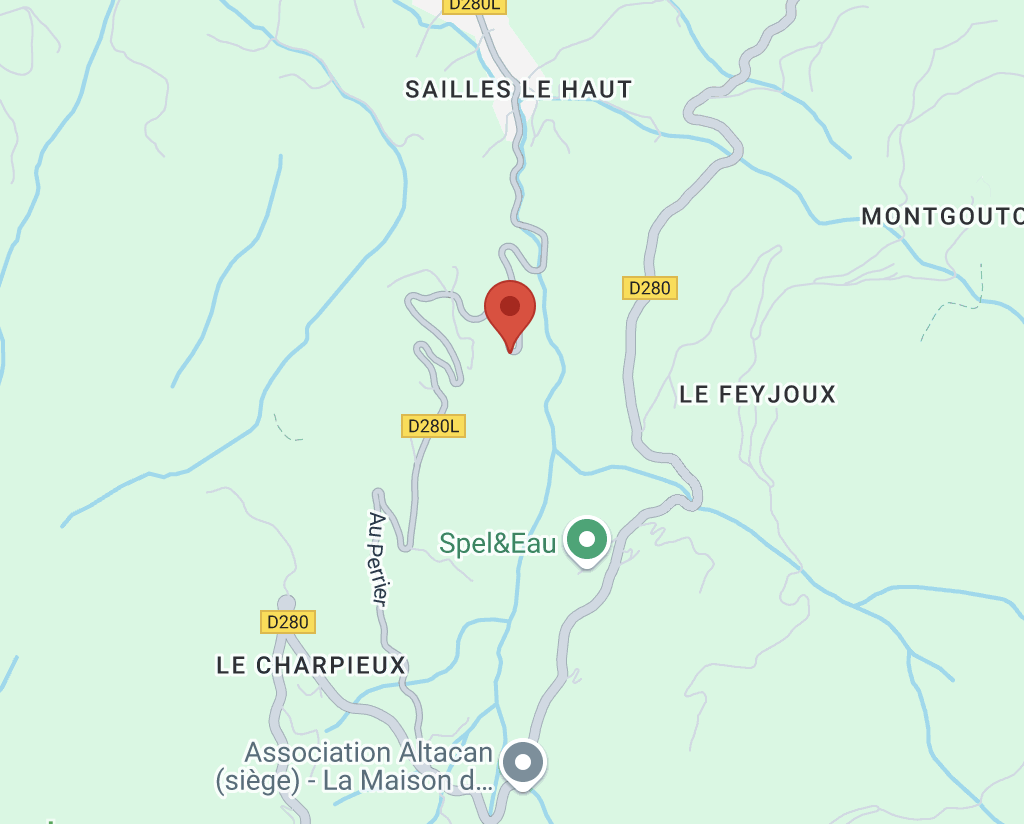 D280L
SAILLES LE HAUT
MONTGOUTO
D280
LE FEYJOUX
D280L
Au Perrier
Spel&Eau
D280
LE CHARPIEUX
Association Altacan
(siège) - La Maison d...